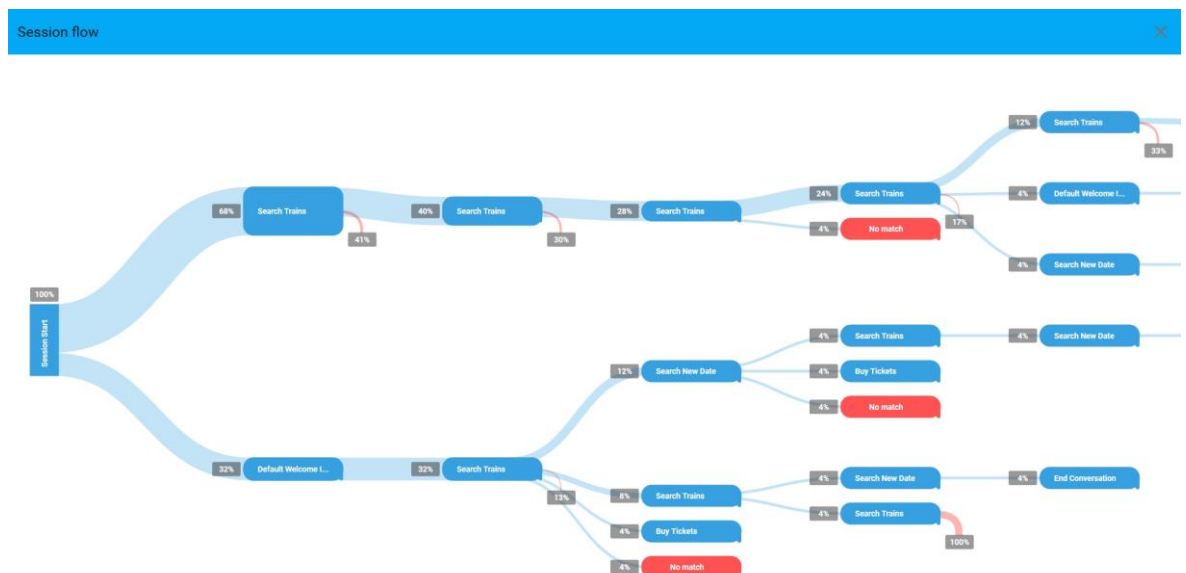 Session flow
12% Search Trains
33%
68% Search Trains
41%
40% Search Trains
30%
28% Search Trains
24% Search Trains
17%
4% Default Welcome I...
4% No match
4% Search New Date
100%
Session Start
4% Search Trains
4% Search New Date
12% Search New Date
4% Buy Tickets
4% No match
32% Default Welcome I...
32% Search Trains
13%
8% Search Trains
4% Search New Date
4% End Conversation
4% Search Trains
100%
4% Buy Tickets
4% No match